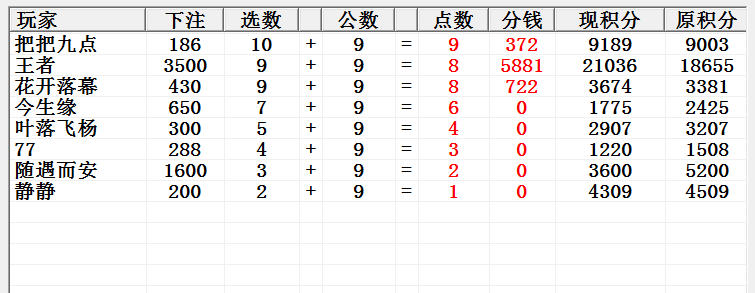 玩家 下注 选数 公数 点数 分钱 现积分 原积分
把把九点 186 10 + 9 = 9 372 9189 9003
王者 3500 9 + 9 = 8 5881 21036 18655
花开落幕 430 9 + 9 = 8 722 3674 3381
今生缘 650 7 + 9 = 6 0 1775 2425
叶落飞杨 300 5 + 9 = 4 0 2907 3207
77 288 4 + 9 = 3 0 1220 1508
随遇而安 1600 3 + 9 = 2 0 3600 5200
静静 200 2 + 9 = 1 0 4309 4509